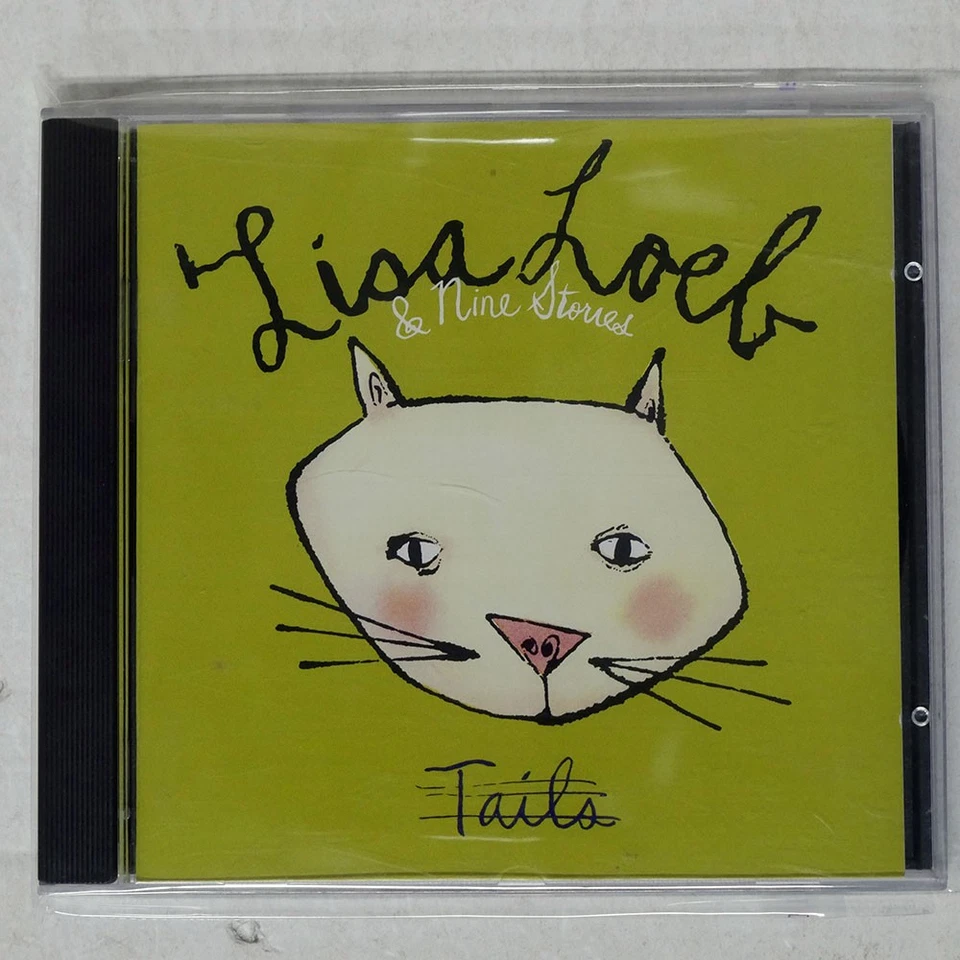 Lisa Loeb
& Nine Stories
Tails